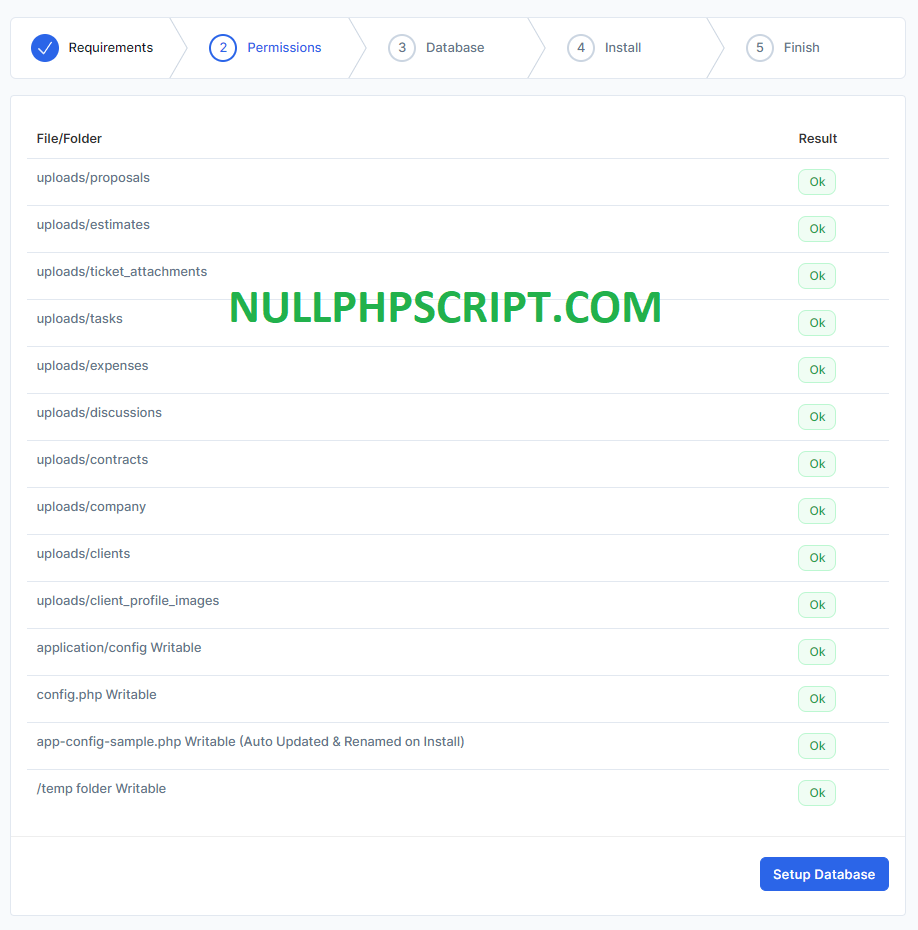 Requirements
2 Permissions
3 Database
4 Install
5 Finish
File/Folder Result
uploads/proposals Ok
uploads/estimates Ok
uploads/ticket_attachments Ok
NULLPHPSCRIPT.COM
uploads/tasks Ok
uploads/expenses Ok
uploads/discussions Ok
uploads/contracts Ok
uploads/company Ok
uploads/clients Ok
uploads/client_profile_images Ok
application/config Writable Ok
config.php Writable Ok
app-config-sample.php Writable (Auto Updated & Renamed on Install) Ok
/temp folder Writable Ok
Setup Database